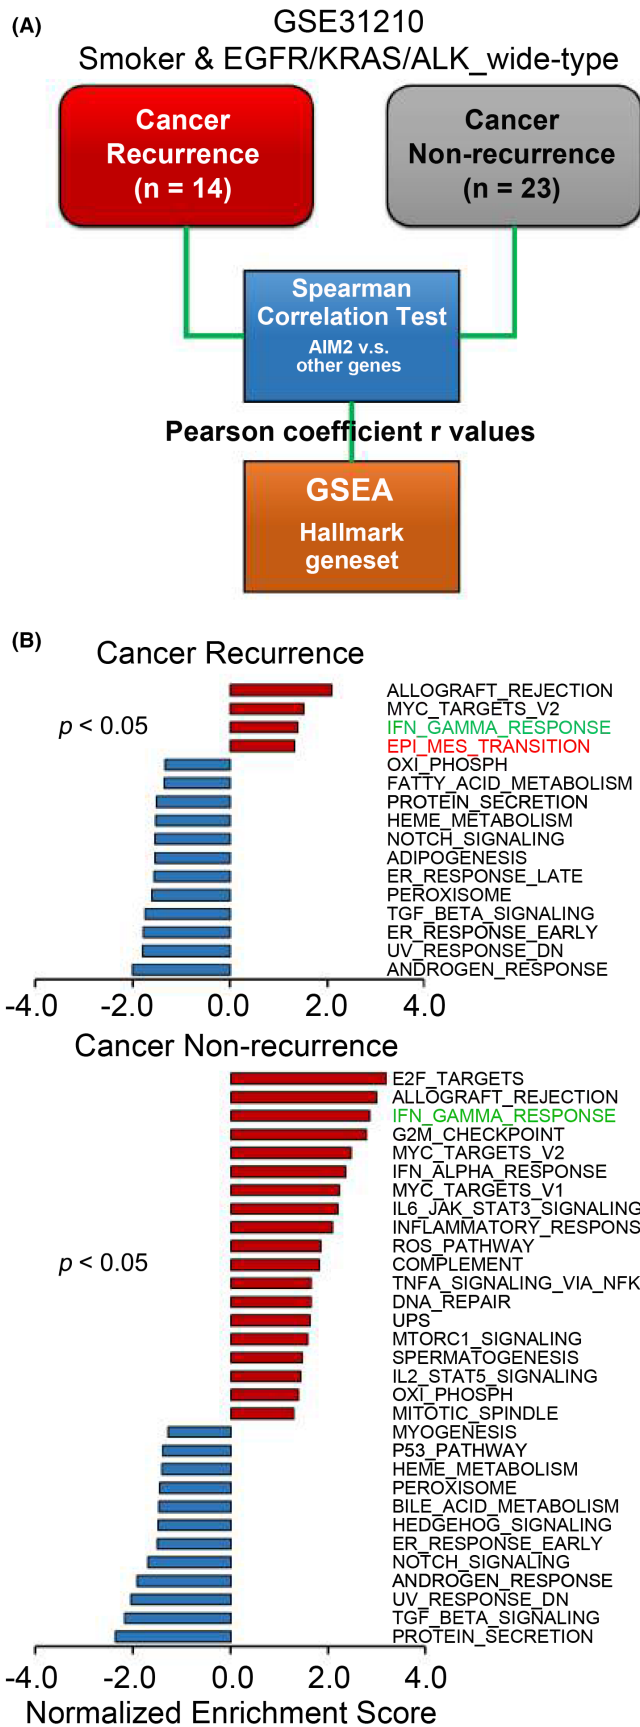 (A)
GSE31210
Smoker & EGFR/KRAS/ALK_wide-type
Cancer
Recurrence
(n = 14)
Cancer
Non-recurrence
(n = 23)
Spearman
Correlation Test
AIM2 v.s.
other genes
Pearson coefficient r values
GSEA
Hallmark
geneset
(B)
Cancer Recurrence
p < 0.05
ALLOGRAFT_REJECTION
MYC_TARGETS_V2
IFN_GAMMA_RESPONSE
EPI_MES_TRANSITION
OXI_PHOSPH
FATTY_ACID_METABOLISM
PROTEIN_SECRETION
HEME_METABOLISM
NOTCH_SIGNALING
ADIPOGENESIS
ER_RESPONSE_LATE
PEROXISOME
TGF_BETA_SIGNALING
ER_RESPONSE_EARLY
UV_RESPONSE_DN
ANDROGEN_RESPONSE
-4.0 -2.0 0.0 2.0 4.0
Cancer Non-recurrence
p < 0.05
E2F_TARGETS
ALLOGRAFT_REJECTION
IFN_GAMMA_RESPONSE
G2M_CHECKPOINT
MYC_TARGETS_V2
IFN_ALPHA_RESPONSE
MYC_TARGETS_V1
IL6_JAK_STAT3_SIGNALING
INFLAMMATORY_RESPONS
ROS_PATHWAY
COMPLEMENT
TNFA_SIGNALING_VIA_NFK
DNA_REPAIR
UPS
MTORC1_SIGNALING
SPERMATOGENESIS
IL2_STAT5_SIGNALING
OXI_PHOSPH
MITOTIC_SPINDLE
MYOGENESIS
P53_PATHWAY
HEME_METABOLISM
PEROXISOME
BILE_ACID_METABOLISM
HEDGEHOG_SIGNALING
ER_RESPONSE_EARLY
NOTCH_SIGNALING
ANDROGEN_RESPONSE
UV_RESPONSE_DN
TGF_BETA_SIGNALING
PROTEIN_SECRETION
-4.0 -2.0 0.0 2.0 4.0
Normalized Enrichment Score